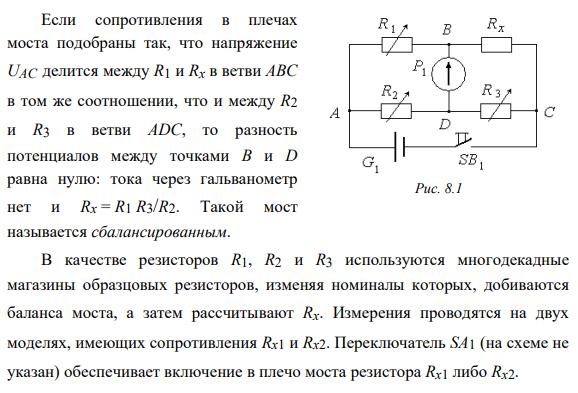 Если сопротивления в плечах
моста подобраны так, что напряжение
UAC делится между R1 и Rx в ветви ABC
в том же соотношении, что и между R2
и R3 в ветви ADC, то разность
потенциалов между точками B и D
равна нулю: тока через гальванометр
нет и Rx = R1 R3/R2. Такой мост
называется сбалансированным.
R1
B
Rx
P1
R2
R3
A
D
C
G1
SB1
Рис. 8.1
В качестве резисторов R1, R2 и R3 используются многодекадные
магазины образцовых резисторов, изменяя номиналы которых, добиваются
баланса моста, а затем рассчитывают Rx. Измерения проводятся на двух
моделях, имеющих сопротивления Rx1 и Rx2. Переключатель SA1 (на схеме не
указан) обеспечивает включение в плечо моста резистора Rx1 либо Rx2.